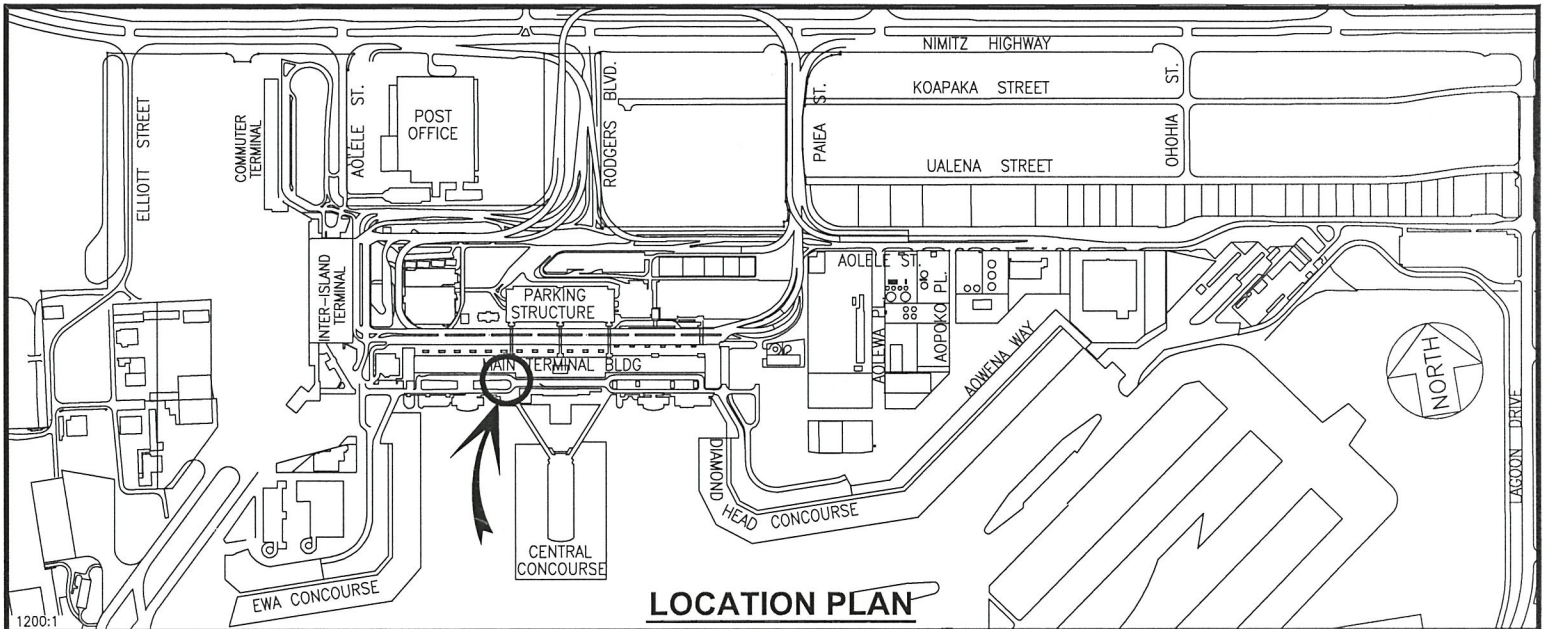 NIMITZ HIGHWAY
KOAPAKA STREET
UALENA STREET
ELLIOTT STREET
COMMUTER
TERMINAL
AOLELE ST.
POST
OFFICE
RODGERS BLVD.
PAIEA ST.
OHOHIA ST.
INTER-ISLAND
TERMINAL
PARKING
STRUCTURE
MAIN TERMINAL BLDG
AOLELE ST.
AOLEWA PL.
AOPOKO PL.
AOWENA WAY
NORTH
LAGOON DRIVE
DIAMOND
HEAD CONCOURSE
CENTRAL
CONCOURSE
EWA CONCOURSE
LOCATION PLAN
1200:1